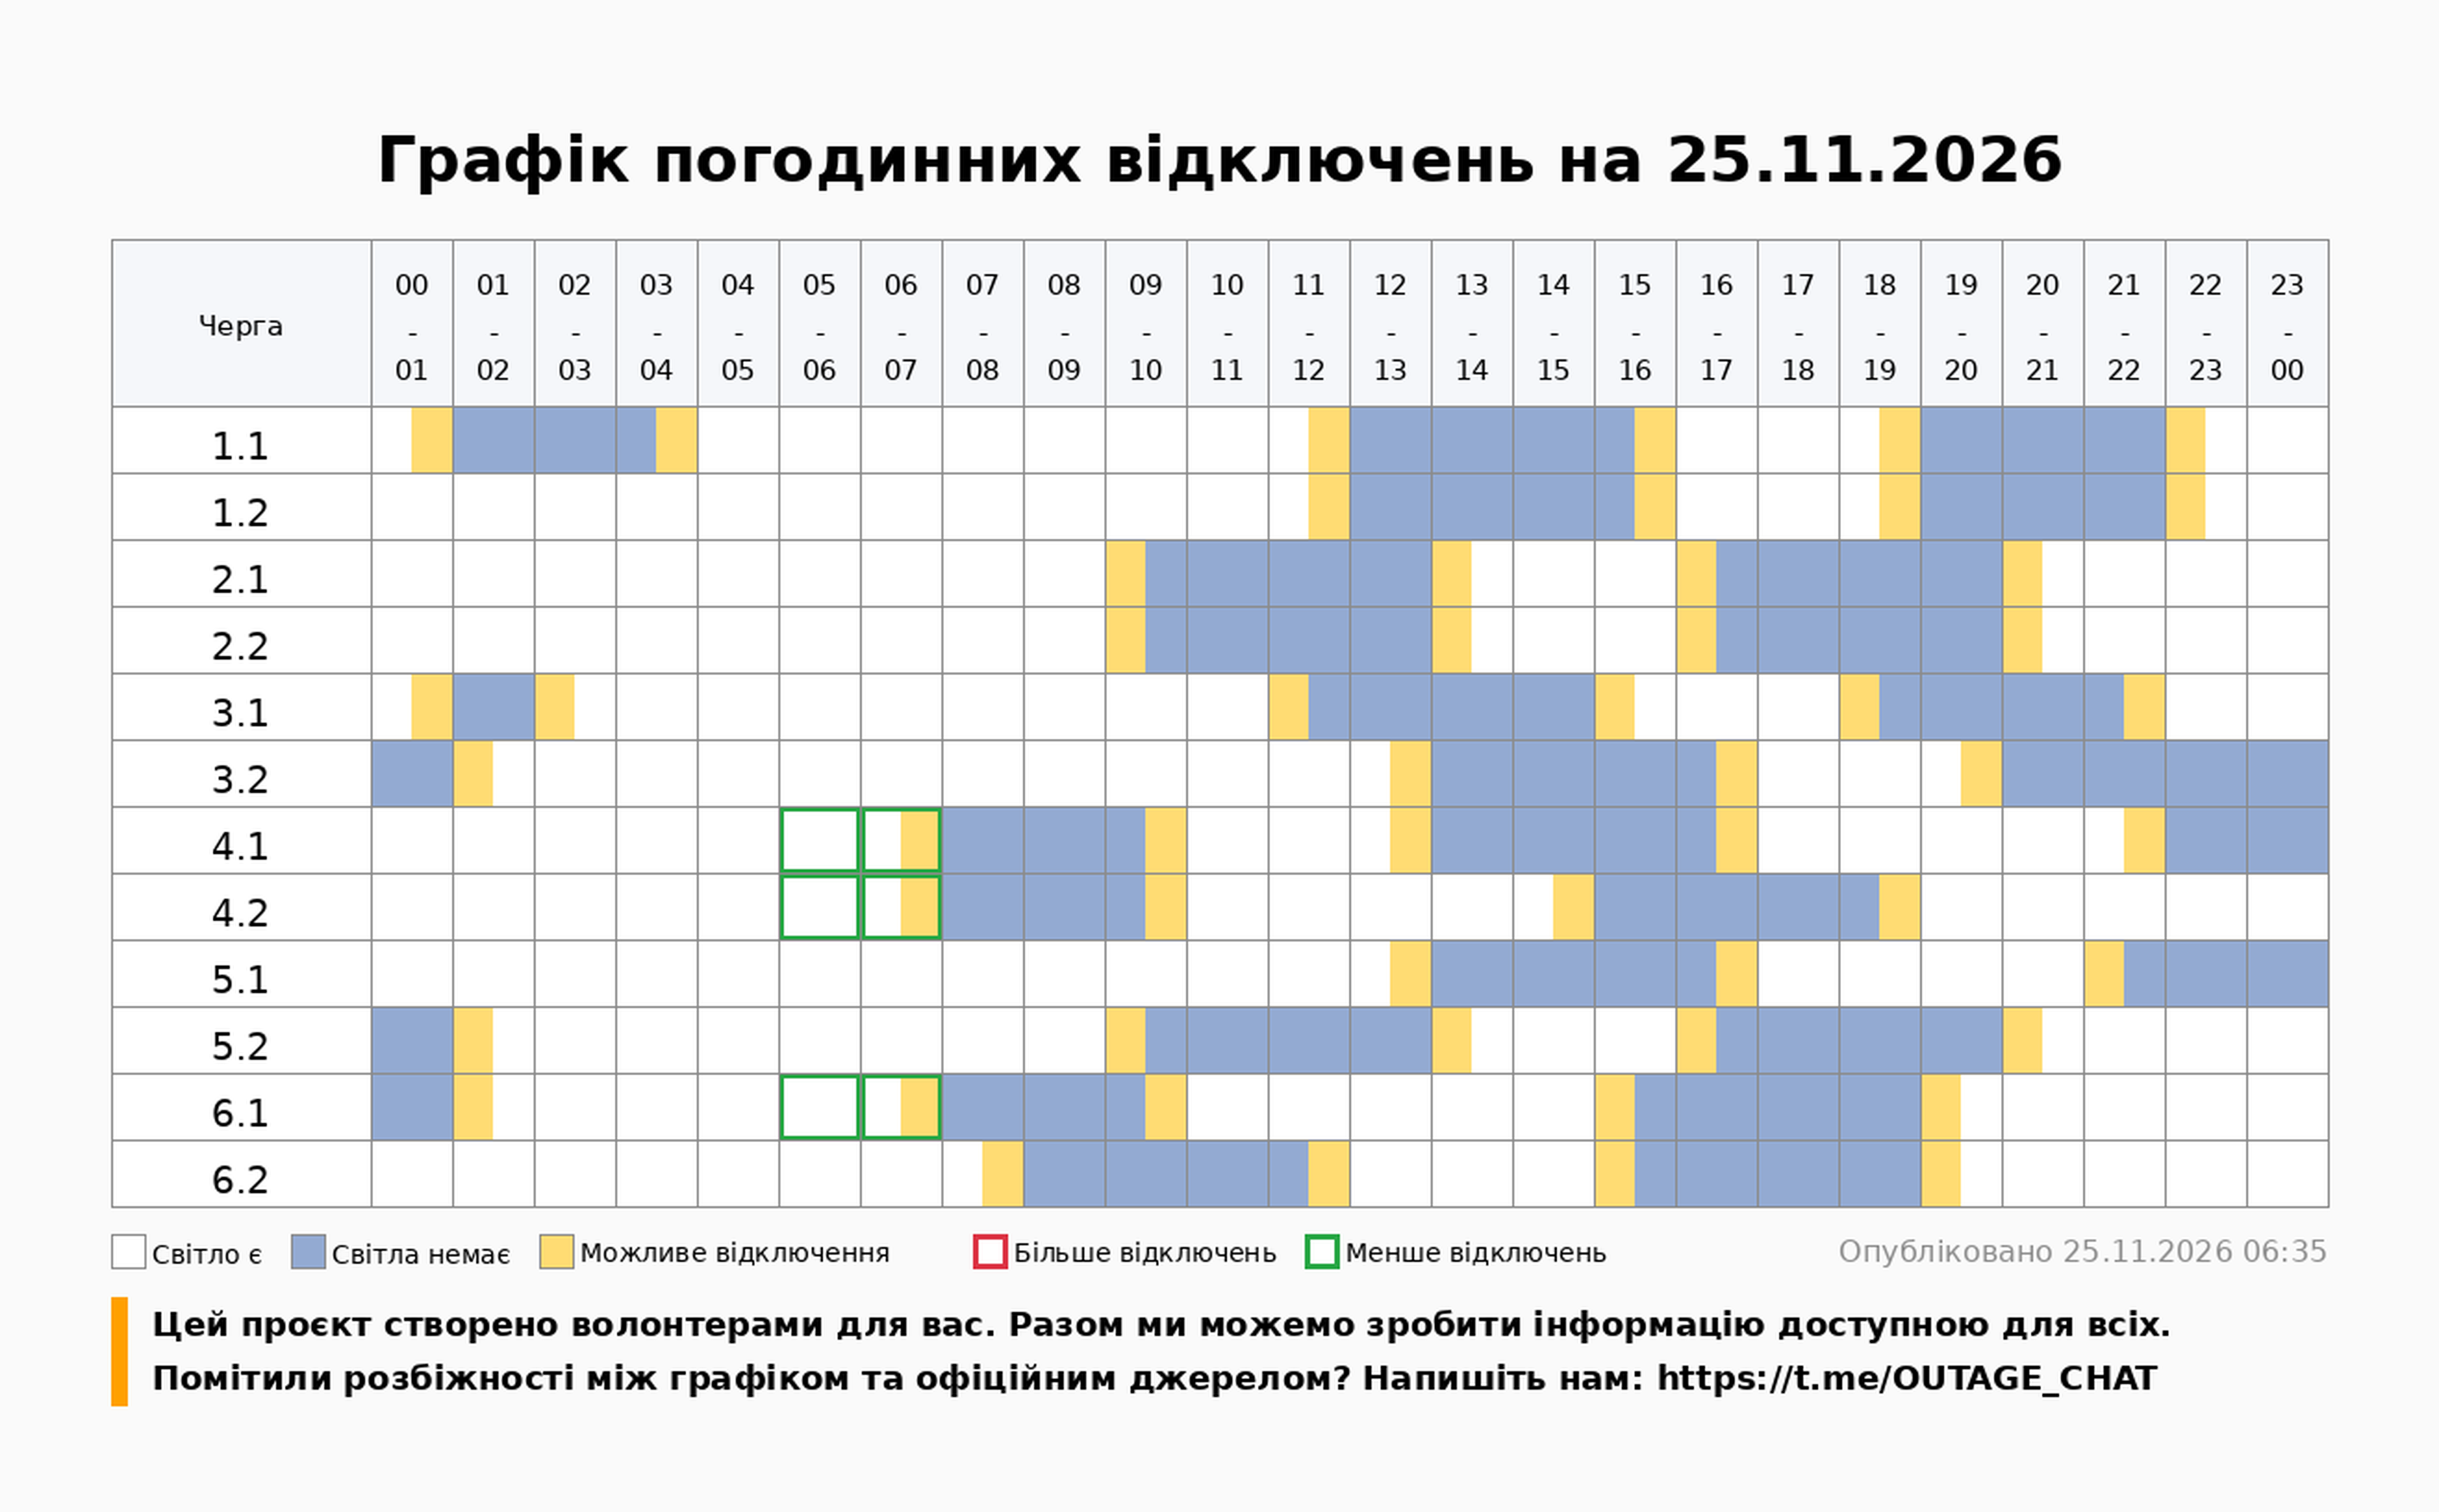 Графік погодинних відключень на 25.11.2026
Черга
00 - 01
01 - 02
02 - 03
03 - 04
04 - 05
05 - 06
06 - 07
07 - 08
08 - 09
09 - 10
10 - 11
11 - 12
12 - 13
13 - 14
14 - 15
15 - 16
16 - 17
17 - 18
18 - 19
19 - 20
20 - 21
21 - 22
22 - 23
23 - 00
1.1
1.2
2.1
2.2
3.1
3.2
4.1
4.2
5.1
5.2
6.1
6.2
Світло є
Світла немає
Можливе відключення
Більше відключень
Менше відключень
Опубліковано 25.11.2026 06:35
Цей проєкт створено волонтерами для вас. Разом ми можемо зробити інформацію доступною для всіх.
Помітили розбіжності між графіком та офіційним джерелом? Напишіть нам: https://t.me/OUTAGE_CHAT